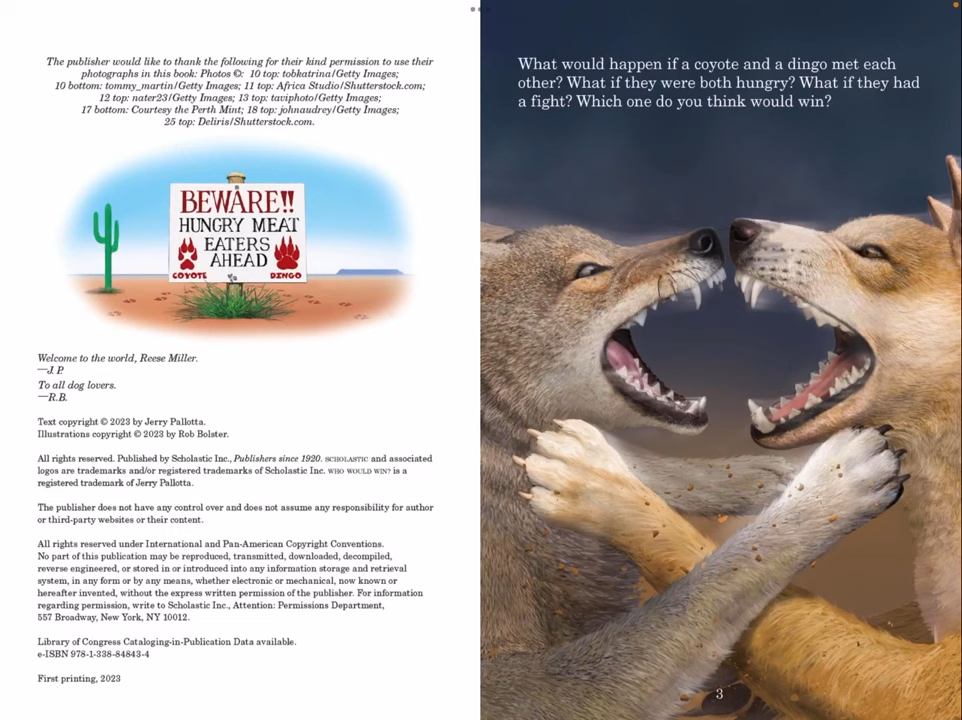 The publisher would like to thank the following for their kind permission to use their
photographs in this book: Photos ©: 10 top: tobkatrina/Getty Images;
10 bottom: tommy_martin/Getty Images; 11 top: Africa Studio/Shutterstock.com;
12 top: nater23/Getty Images; 13 top: taviphoto/Getty Images;
17 bottom: Courtesy the Perth Mint; 18 top: johnaudrey/Getty Images;
25 top: Deliris/Shutterstock.com.
BEWARE!!
HUNGRY MEAT
EATERS
AHEAD
COYOTE DINGO
Welcome to the world, Reese Miller.
—J.P.
To all dog lovers.
—R.B.
Text copyright © 2023 by Jerry Pallotta.
Illustrations copyright © 2023 by Rob Bolster.
All rights reserved. Published by Scholastic Inc., Publishers since 1920. SCHOLASTIC and associated
logos are trademarks and/or registered trademarks of Scholastic Inc. WHO WOULD WIN? is a
registered trademark of Jerry Pallotta.
The publisher does not have any control over and does not assume any responsibility for author
or third-party websites or their content.
All rights reserved under International and Pan-American Copyright Conventions.
No part of this publication may be reproduced, transmitted, downloaded, decompiled,
reverse engineered, or stored in or introduced into any information storage and retrieval
system, in any form or by any means, whether electronic or mechanical, now known or
hereafter invented, without the express written permission of the publisher. For information
regarding permission, write to Scholastic Inc., Attention: Permissions Department,
557 Broadway, New York, NY 10012.
Library of Congress Cataloging-in-Publication Data available.
e-ISBN 978-1-338-84843-4
First printing, 2023
What would happen if a coyote and a dingo met each
other? What if they were both hungry? What if they had
a fight? Which one do you think would win?
3